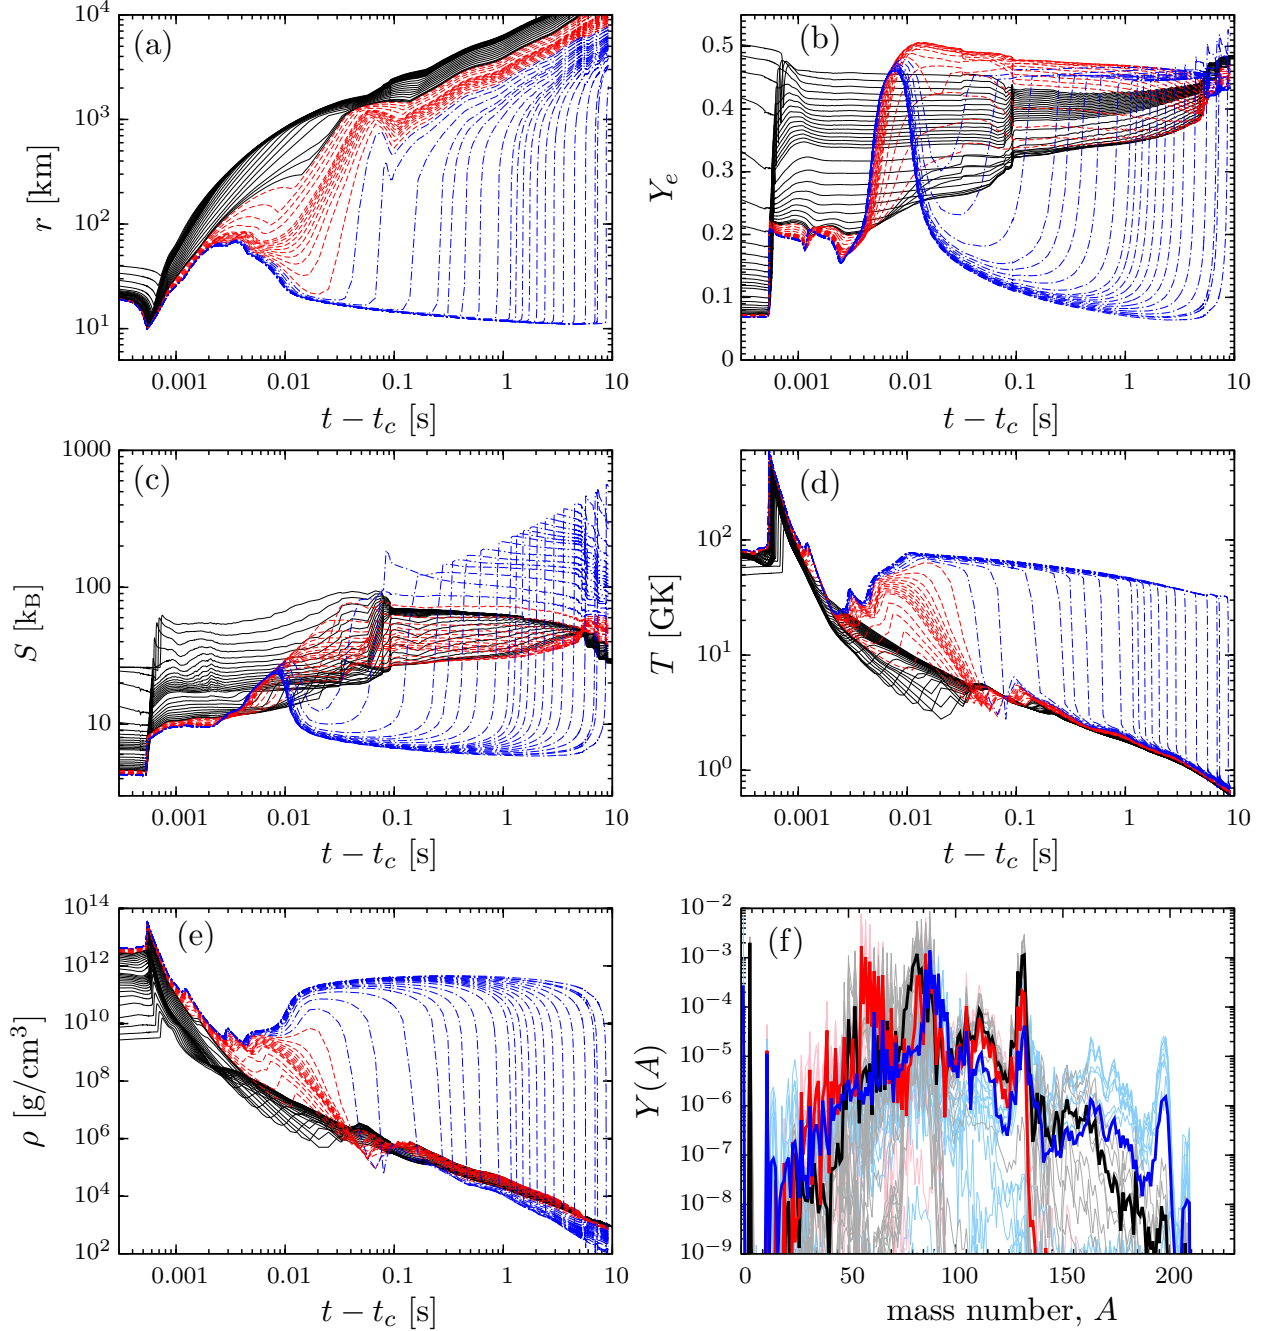 (a)
10^4
10^3
10^2
10^1
r [km]
0.001 0.01 0.1 1 10
t − t_c [s]
(b)
0.5
0.4
0.3
0.2
0.1
0
Y_e
0.001 0.01 0.1 1 10
t − t_c [s]
(c)
1000
100
10
S [k_B]
0.001 0.01 0.1 1 10
t − t_c [s]
(d)
10^2
10^1
10^0
T [GK]
0.001 0.01 0.1 1 10
t − t_c [s]
(e)
10^14
10^12
10^10
10^8
10^6
10^4
10^2
ρ [g/cm^3]
0.001 0.01 0.1 1 10
t − t_c [s]
(f)
10^-2
10^-3
10^-4
10^-5
10^-6
10^-7
10^-8
10^-9
Y(A)
0 50 100 150 200
mass number, A